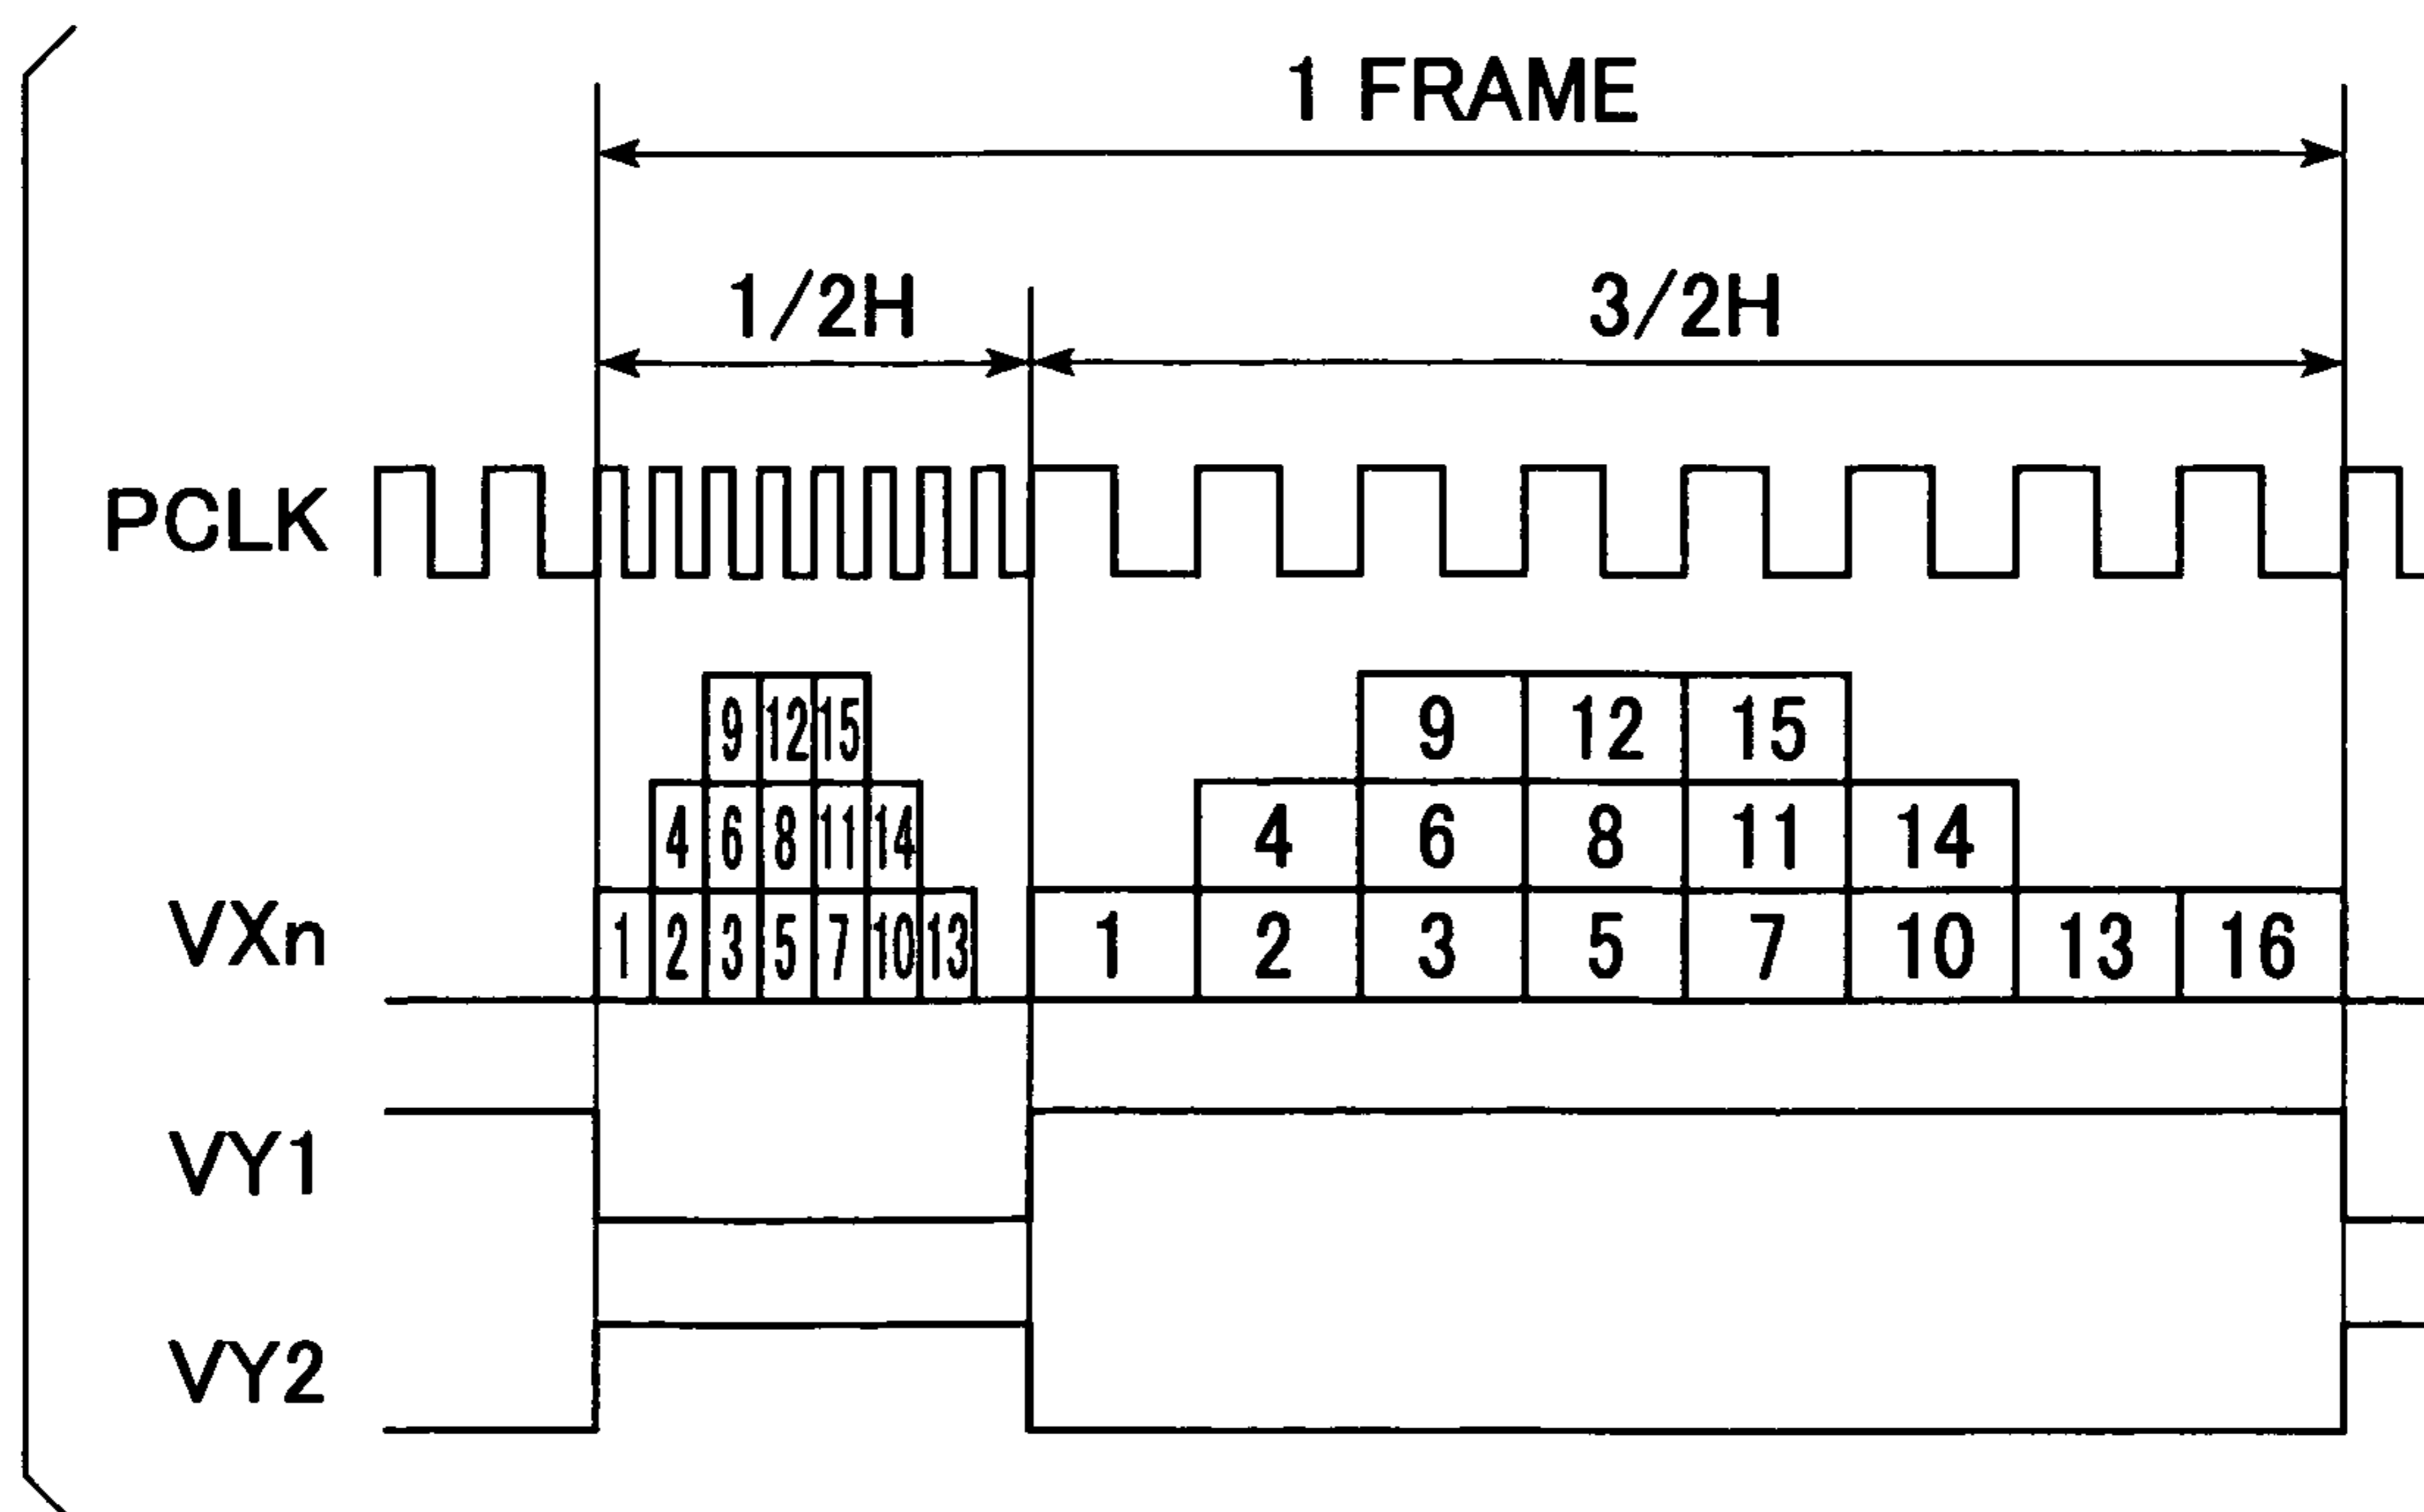 1 FRAME
1/2H 3/2H
PCLK
9 12 15 9 12 15
4 6 8 11 14 4 6 8 11 14
VXn 1 2 3 5 7 10 13 1 2 3 5 7 10 13 16
VY1
VY2